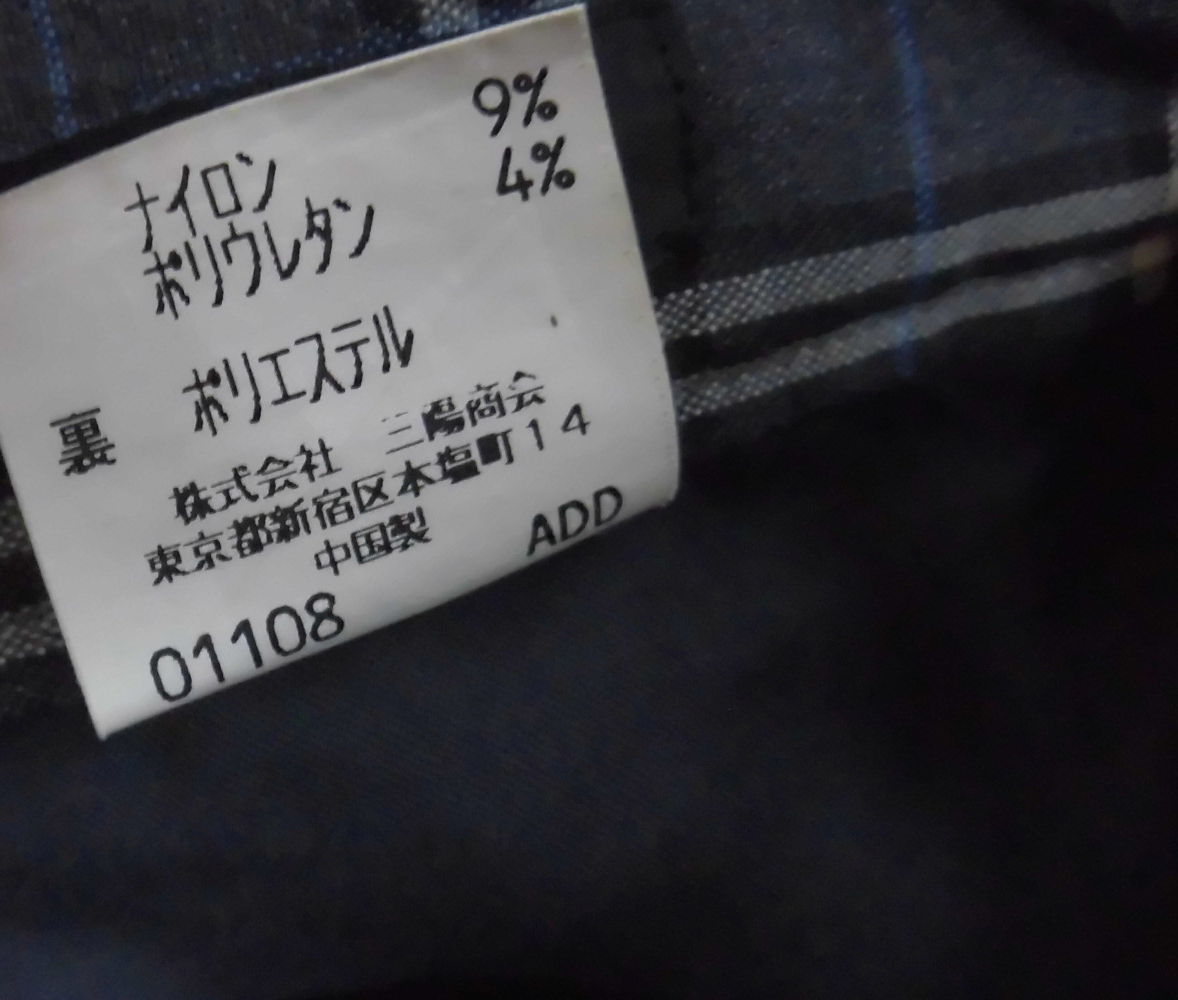 ナイロン 9%
ポリウレタン 4%
裏 ポリエステル
株式会社 三陽商会
東京都新宿区本塩町14
中国製 ADD
01108